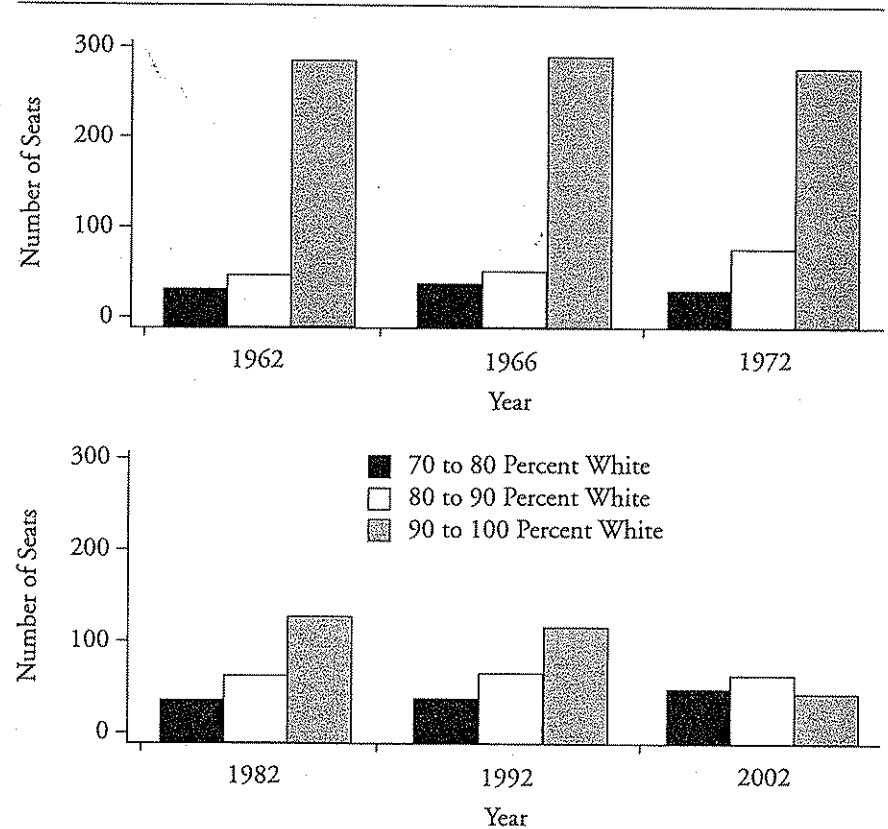 300
200
100
0
Number of Seats
1962 1966 1972
Year
300
200
100
0
Number of Seats
70 to 80 Percent White
80 to 90 Percent White
90 to 100 Percent White
1982 1992 2002
Year